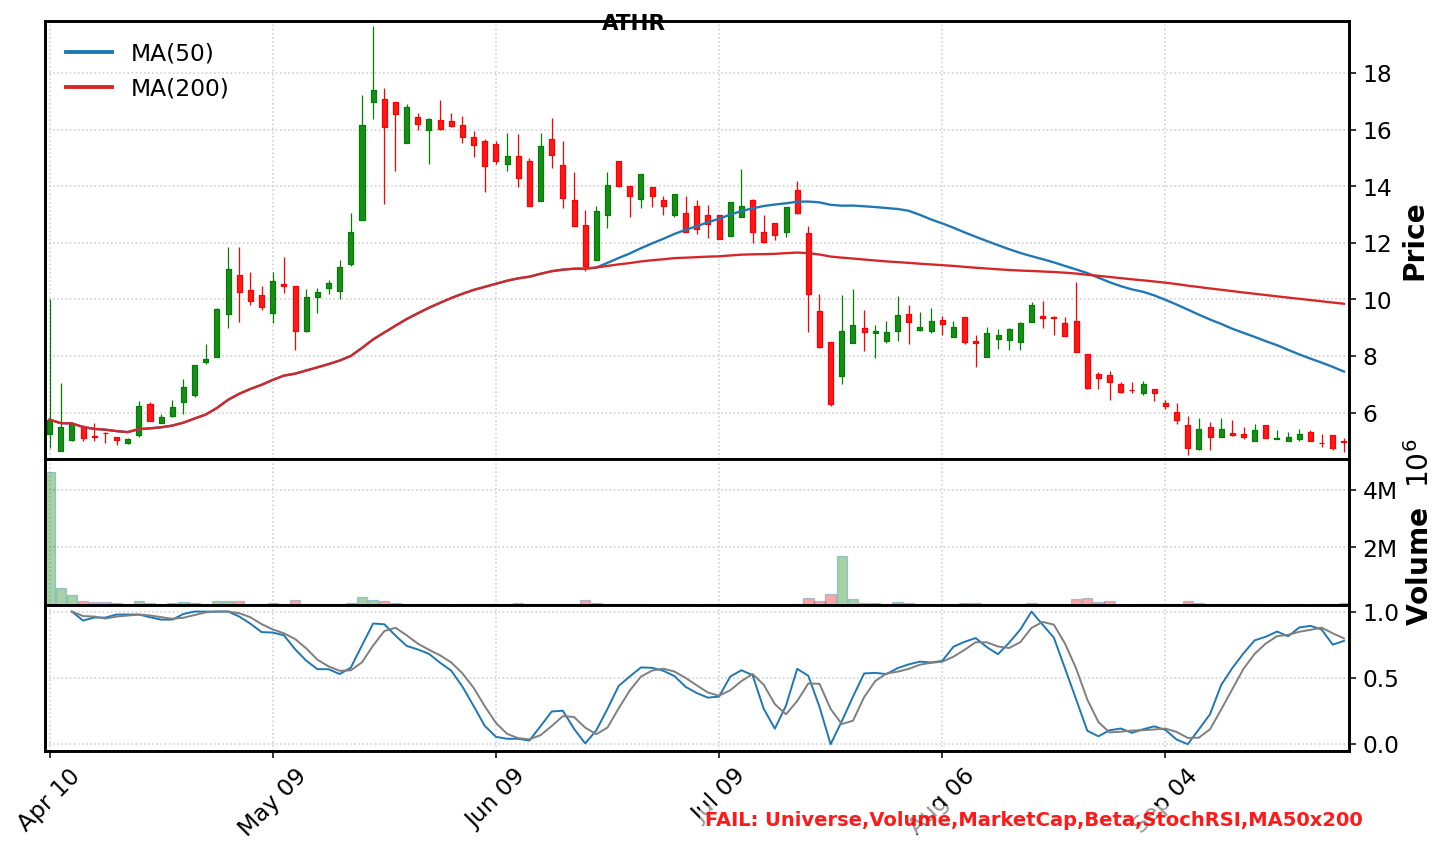 ATHR
MA(50)
MA(200)
18
16
14
12
10
8
6
Price
4M
2M
Volume 10^6
1.0
0.5
0.0
Apr 10
May 09
Jun 09
Jul 09
Aug 06
Sep 04
FAIL: Universe,Volume,MarketCap,Beta,StochRSI,MA50x200